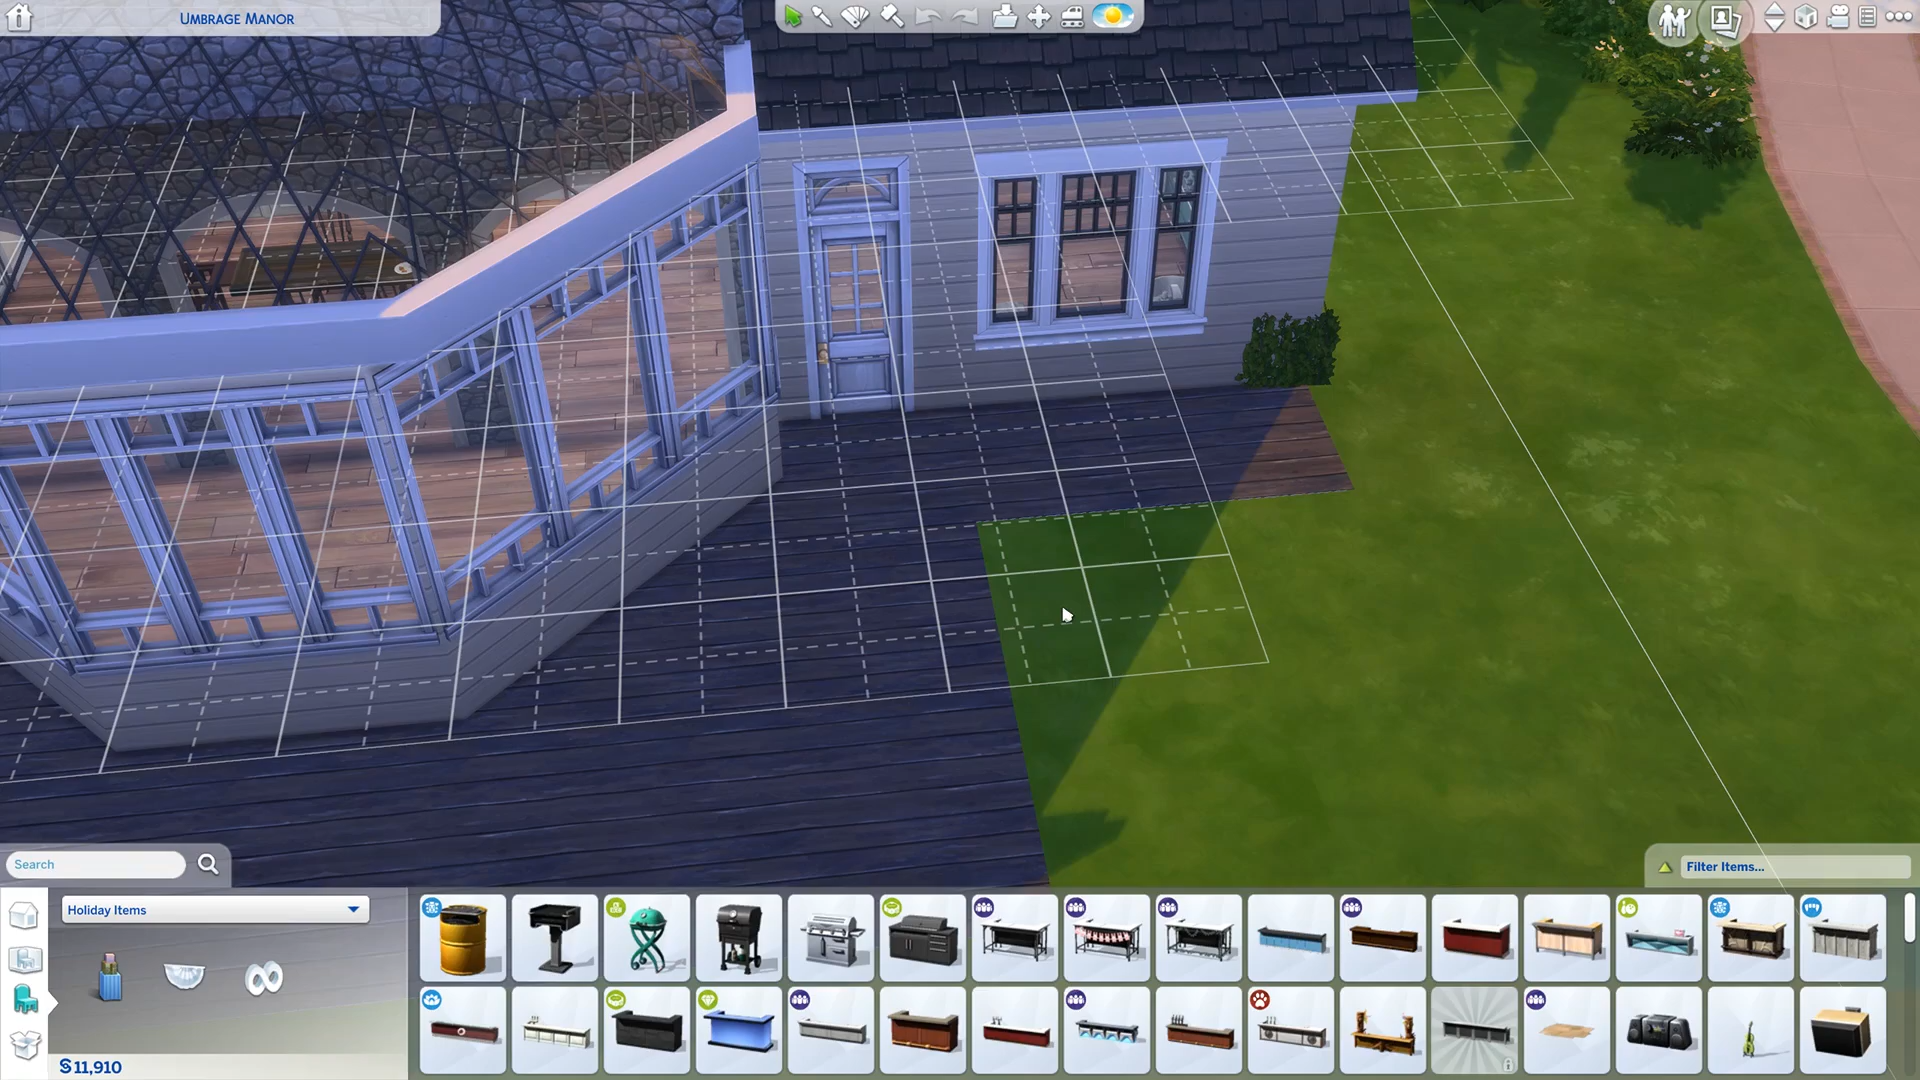 UMBRAGE MANOR
Search
Filter Items...
Holiday Items
§11,910